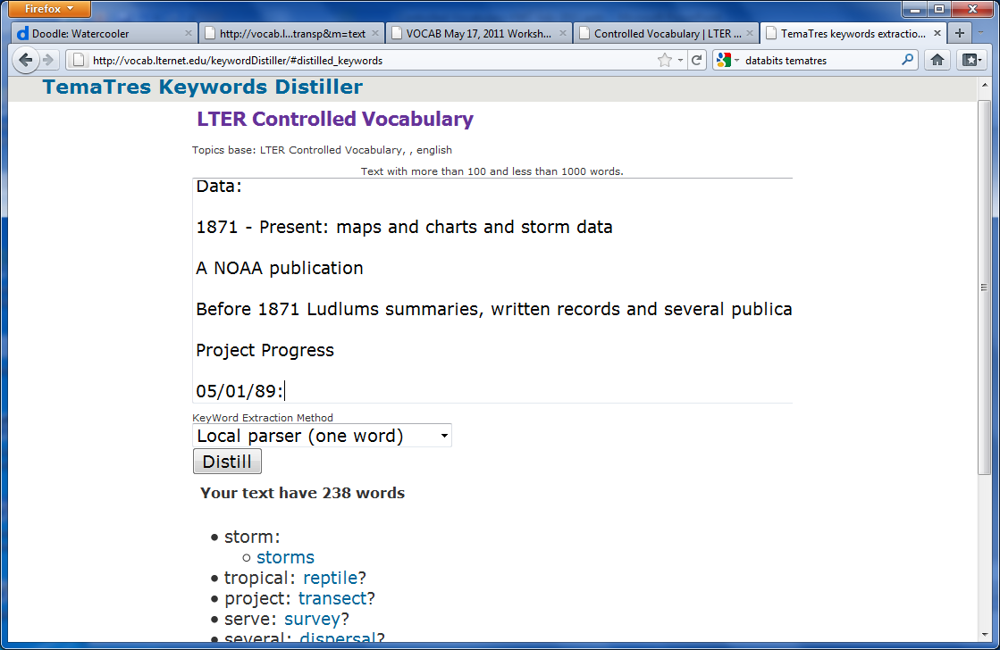 Firefox
Doodle: Watercooler
http://vocab.l...transp&m=text
VOCAB May 17, 2011 Worksh...
Controlled Vocabulary | LTER ...
TemaTres keywords extractio...
http://vocab.lternet.edu/keywordDistiller/#distilled_keywords
databits tematres
TemaTres Keywords Distiller
LTER Controlled Vocabulary
Topics base: LTER Controlled Vocabulary, , english
Text with more than 100 and less than 1000 words.
Data:
1871 - Present: maps and charts and storm data
A NOAA publication
Before 1871 Ludlums summaries, written records and several publica
Project Progress
05/01/89:
KeyWord Extraction Method
Local parser (one word)
Distill
Your text have 238 words
storm:
storms
tropical: reptile?
project: transect?
serve: survey?
several: dispersal?